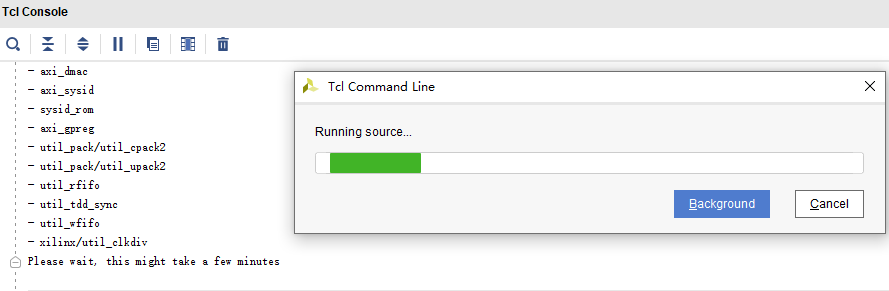 Tcl Console
- axi_dmac
- axi_sysid
- sysid_rom
- axi_gpreg
- util_pack/util_cpack2
- util_pack/util_upack2
- util_rfifo
- util_tdd_sync
- util_wfifo
- xilinx/util_clkdiv
Please wait, this might take a few minutes
Tcl Command Line
Running source...
Background
Cancel